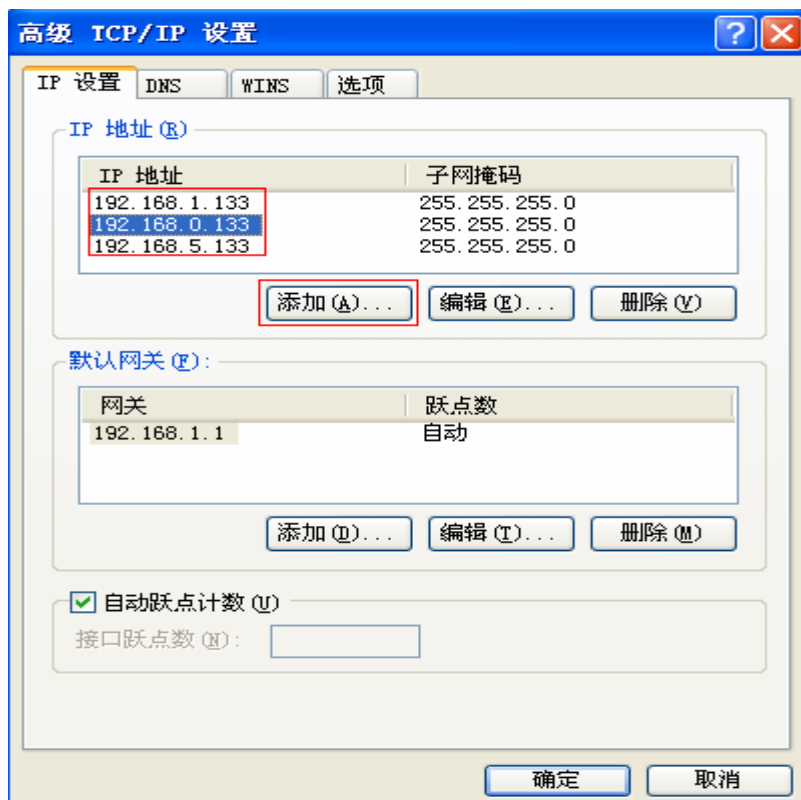 高级 TCP/IP 设置
IP 设置 DNS WINS 选项
IP 地址(R)
IP 地址 子网掩码
192.168.1.133 255.255.255.0
192.168.0.133 255.255.255.0
192.168.5.133 255.255.255.0
添加(A)... 编辑(E)... 删除(V)
默认网关(F):
网关 跃点数
192.168.1.1 自动
添加(D)... 编辑(T)... 删除(M)
自动跃点计数(U)
接口跃点数(N):
确定 取消